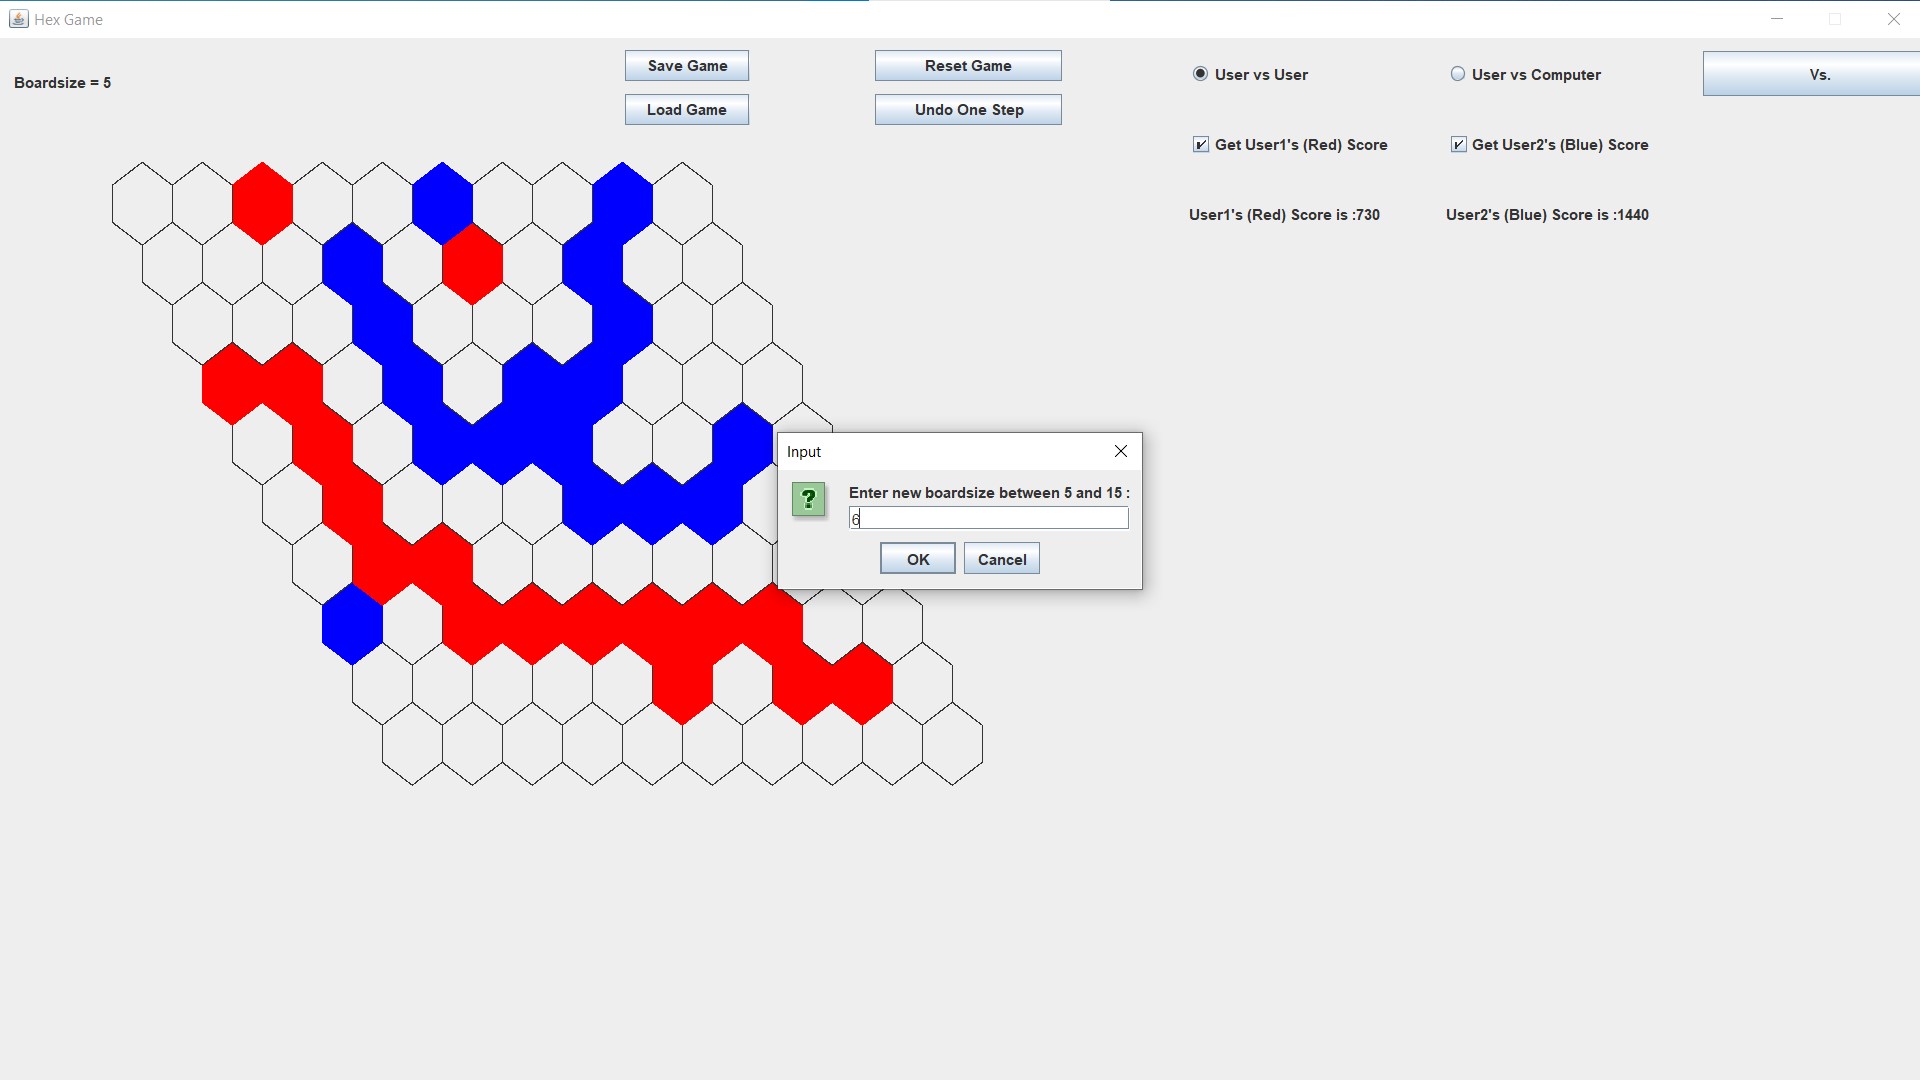 Hex Game
Boardsize = 5
Save Game
Reset Game
Load Game
Undo One Step
User vs User
User vs Computer
Vs.
Get User1's (Red) Score
Get User2's (Blue) Score
User1's (Red) Score is :730
User2's (Blue) Score is :1440
Input
Enter new boardsize between 5 and 15 :
6
OK
Cancel